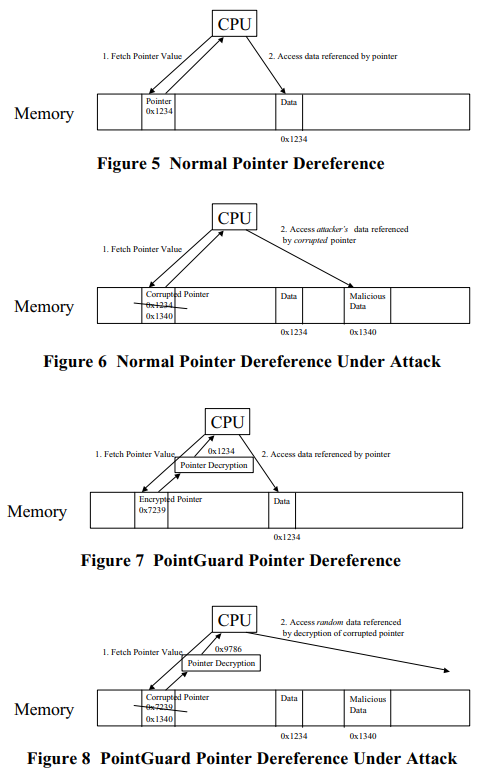 CPU
1. Fetch Pointer Value
2. Access data referenced by pointer
Memory
Pointer
0x1234
Data
0x1234
Figure 5 Normal Pointer Dereference
CPU
1. Fetch Pointer Value
2. Access attacker's data referenced
by corrupted pointer
Memory
Corrupted Pointer
0x1234
0x1340
Data
Malicious
Data
0x1234
0x1340
Figure 6 Normal Pointer Dereference Under Attack
CPU
1. Fetch Pointer Value
0x1234
2. Access data referenced by pointer
Pointer Decryption
Memory
Encrypted Pointer
0x7239
Data
0x1234
Figure 7 PointGuard Pointer Dereference
CPU
2. Access random data referenced
by decryption of corrupted pointer
1. Fetch Pointer Value
0x9786
Pointer Decryption
Memory
Corrupted Pointer
0x7239
0x1340
Data
Malicious
Data
0x1234
0x1340
Figure 8 PointGuard Pointer Dereference Under Attack